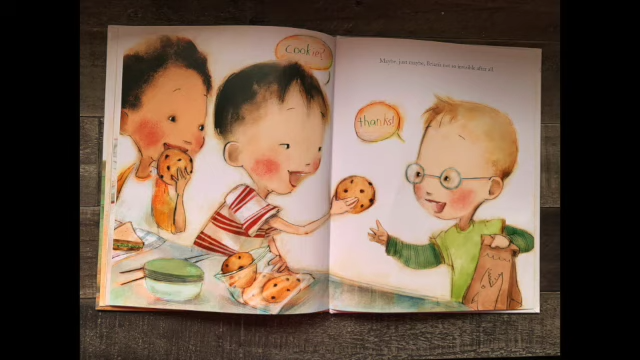 cookie?
Maybe, just maybe, Brian's not so invisible after all.
thanks!